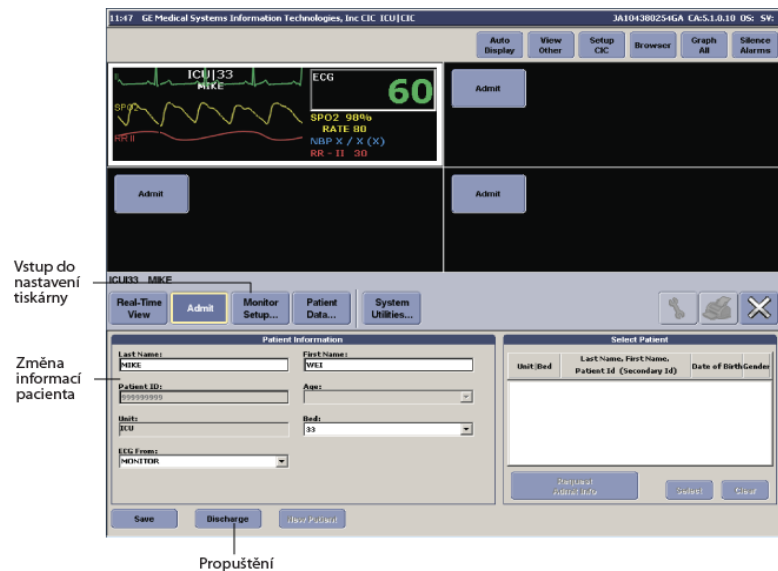 11:47 GE Medical Systems Information Technologies, Inc CIC ICU|CIC JA104380254GA CA:5.1.0.10 OS: SV:
Auto Display View Other Setup CIC Browser Graph All Silence Alarms
II ICU|33 ECG
MIKE 60
SPO2 SPO2 98%
RATE 80
NBP X / X (X)
RR II RR - II 30
Admit
Admit
Admit
Vstup do
nastavení
tiskárny
ICU|33 MIKE
Real-Time View Admit Monitor Setup... Patient Data... System Utilities...
Patient Information
Last Name: First Name:
MIKE WEI
Patient ID: Age:
999999999
Unit: Bed:
ICU 33
ECG From:
MONITOR
Změna
informací
pacienta
Select Patient
Unit|Bed Last Name, First Name, Date of Birth Gender
Patient Id (Secondary Id)
Request
Admit Info Select Clear
Save Discharge New Patient
Propuštění